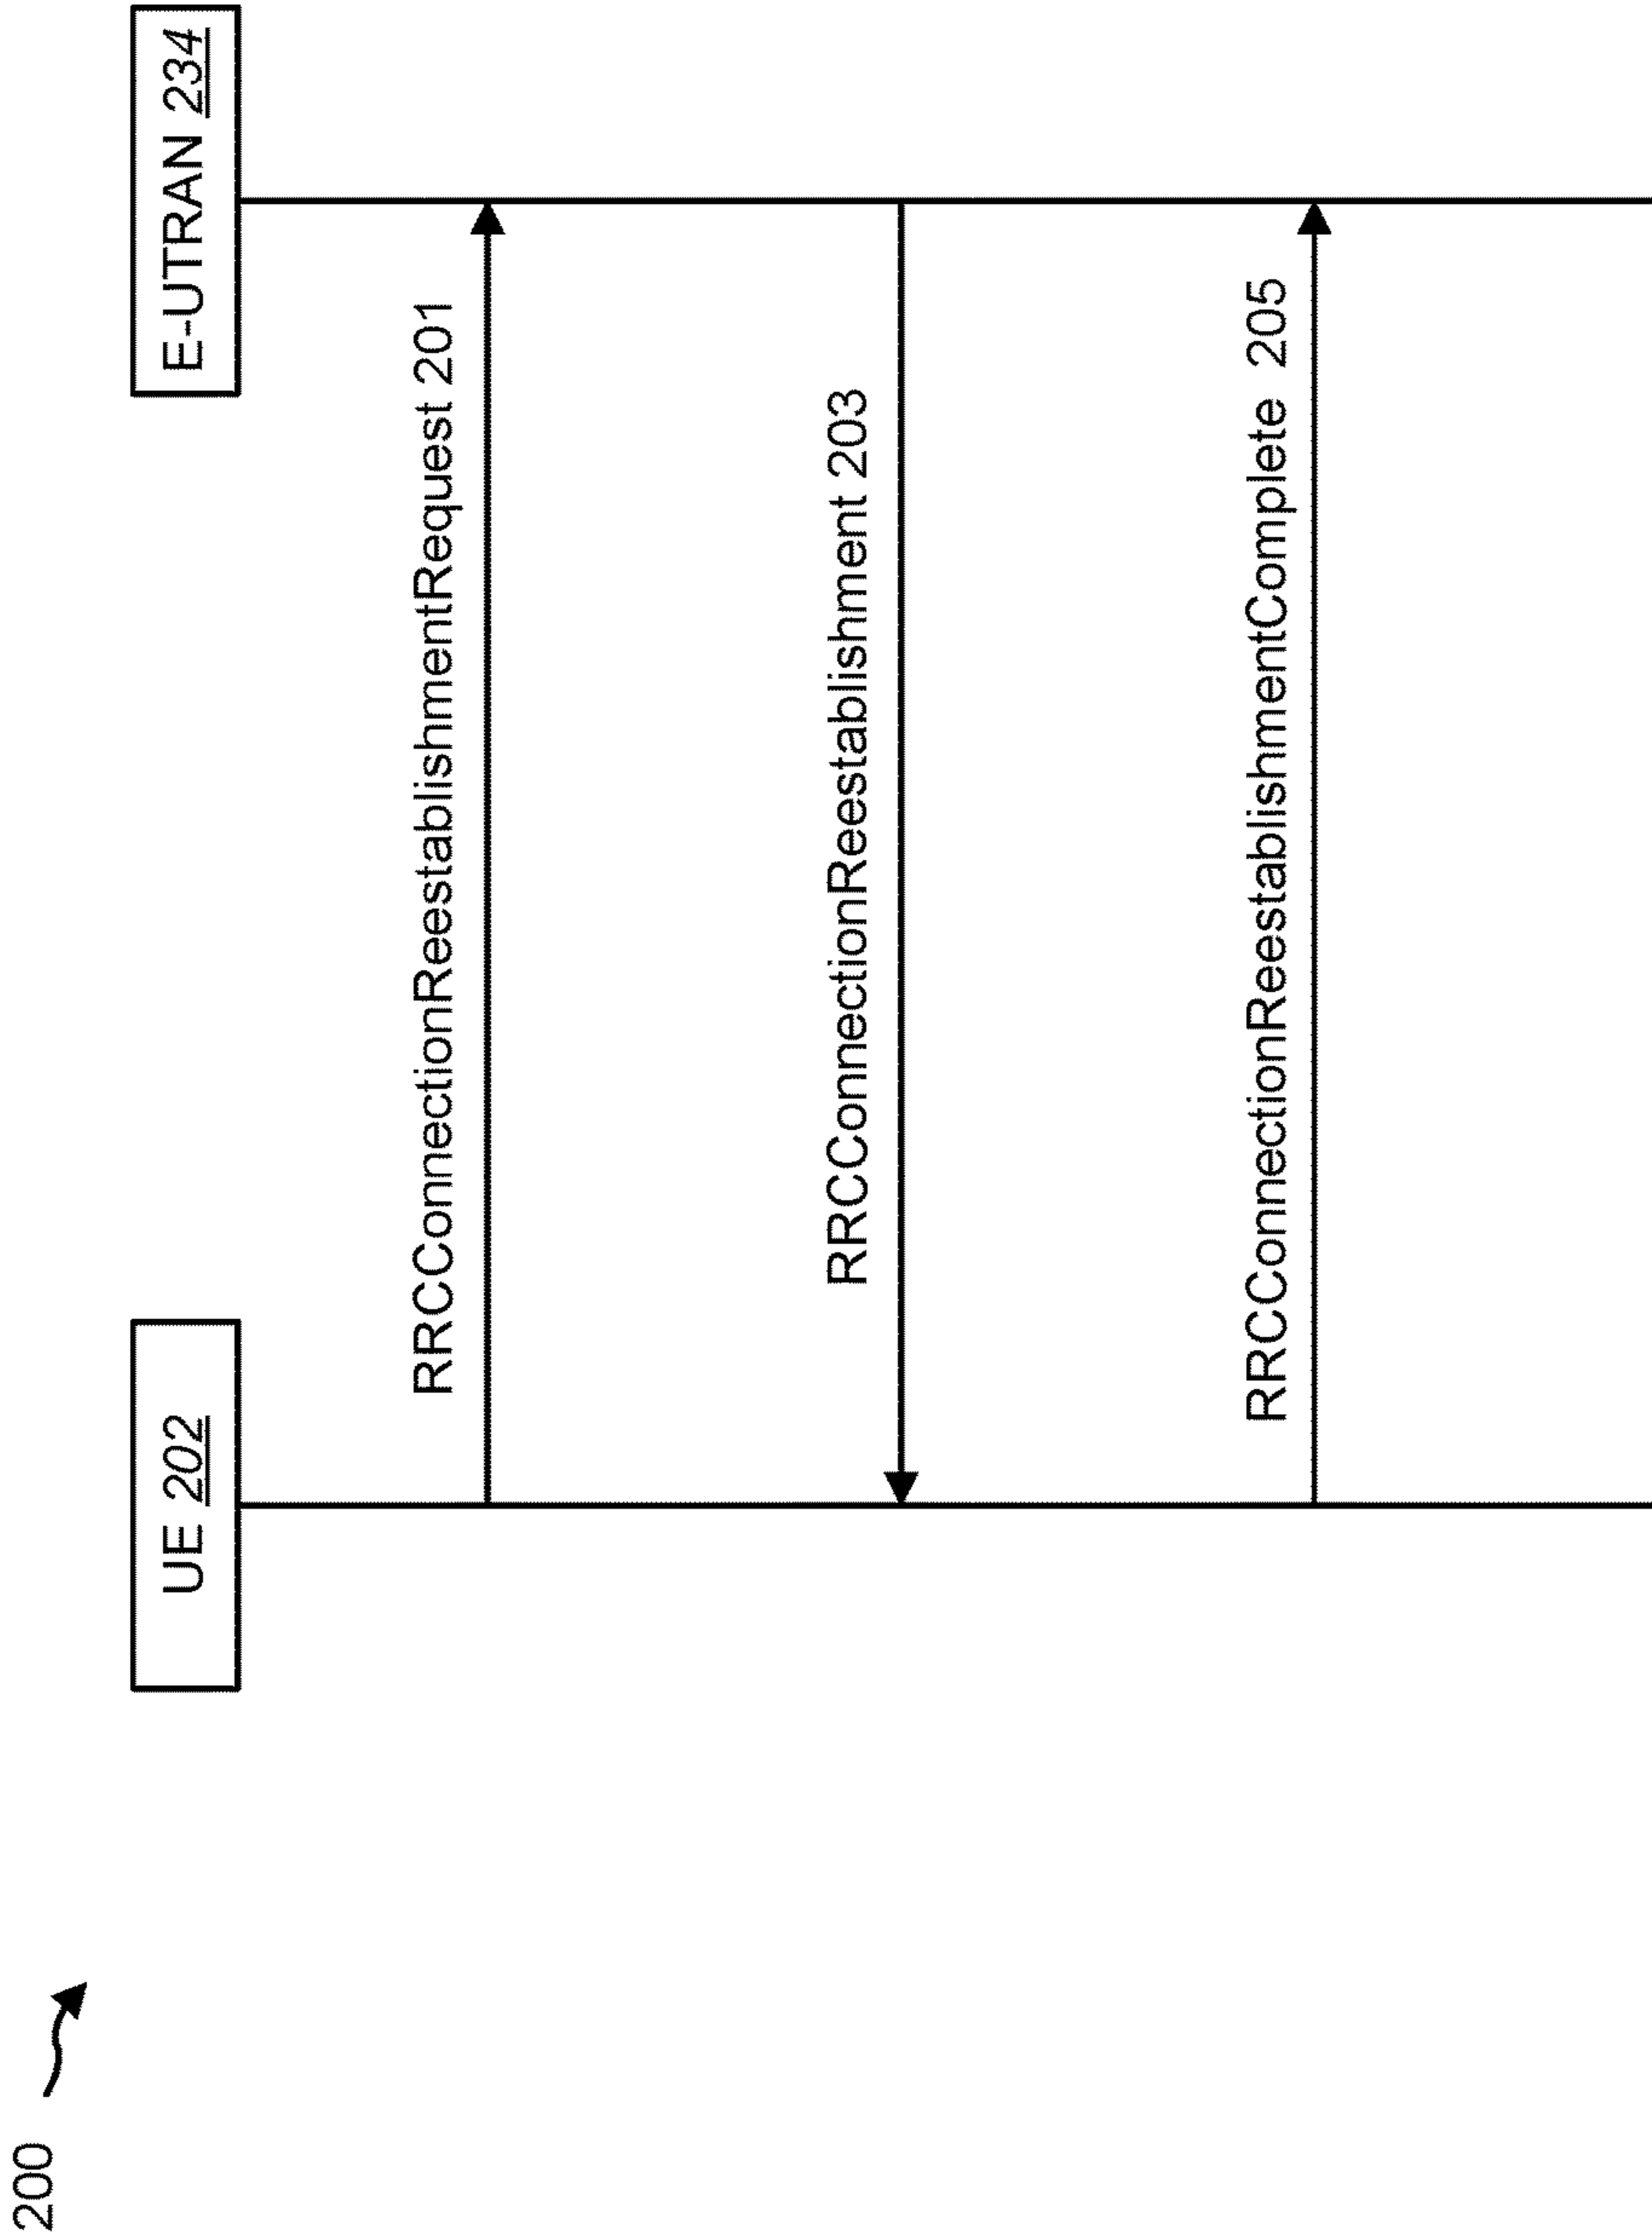 200
UE 202
E-UTRAN 234
RRCConnectionReestablishmentRequest 201
RRCConnectionReestablishment 203
RRCConnectionReestablishmentComplete 205